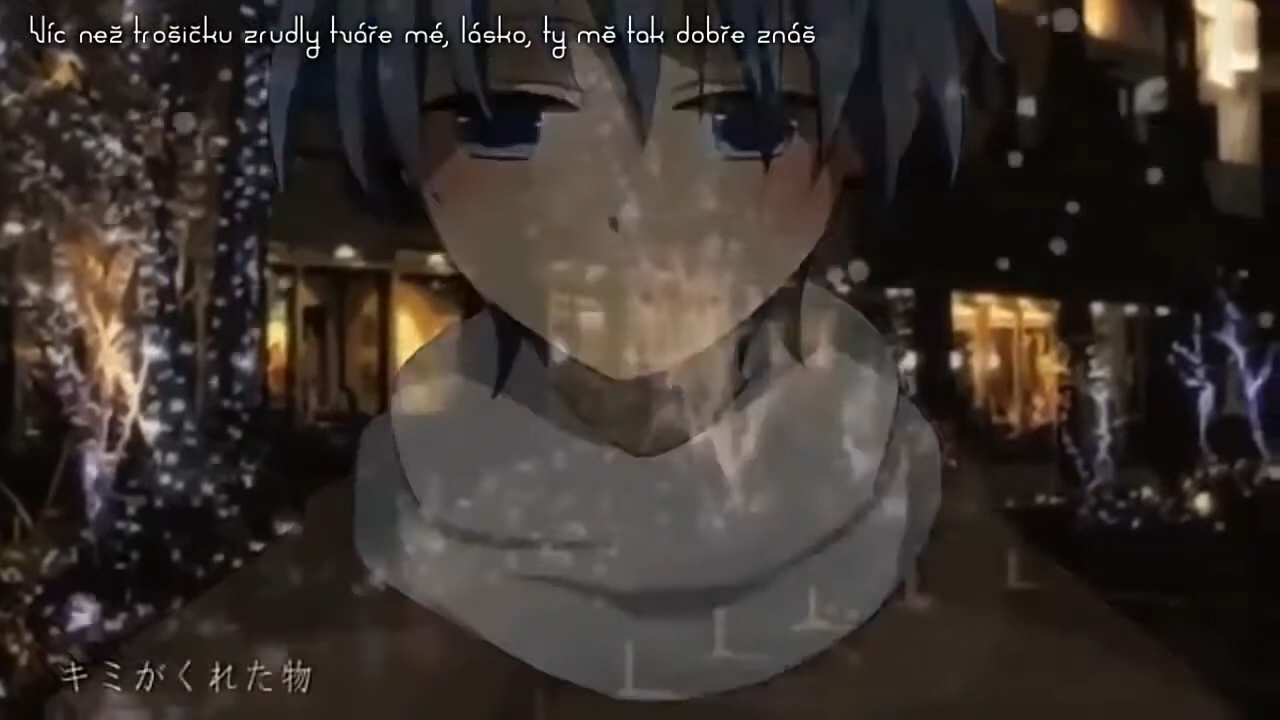 Víc než trošičku zrudly tváře mé, lásko, ty mě tak dobře znáš
キミがくれた物